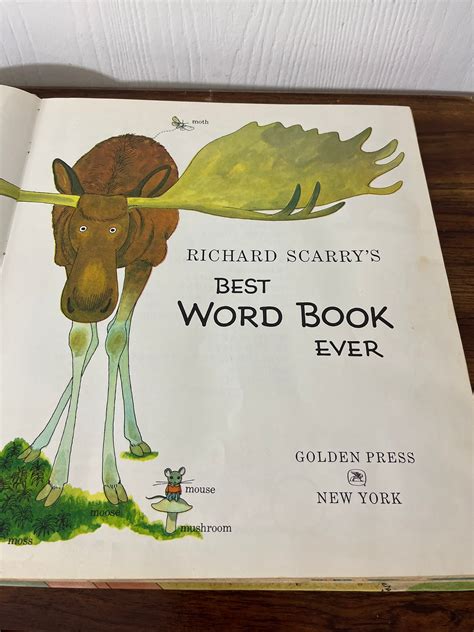 moth
RICHARD SCARRY'S
BEST
WORD BOOK
EVER
GOLDEN PRESS
NEW YORK
mouse
moose
mushroom
moss